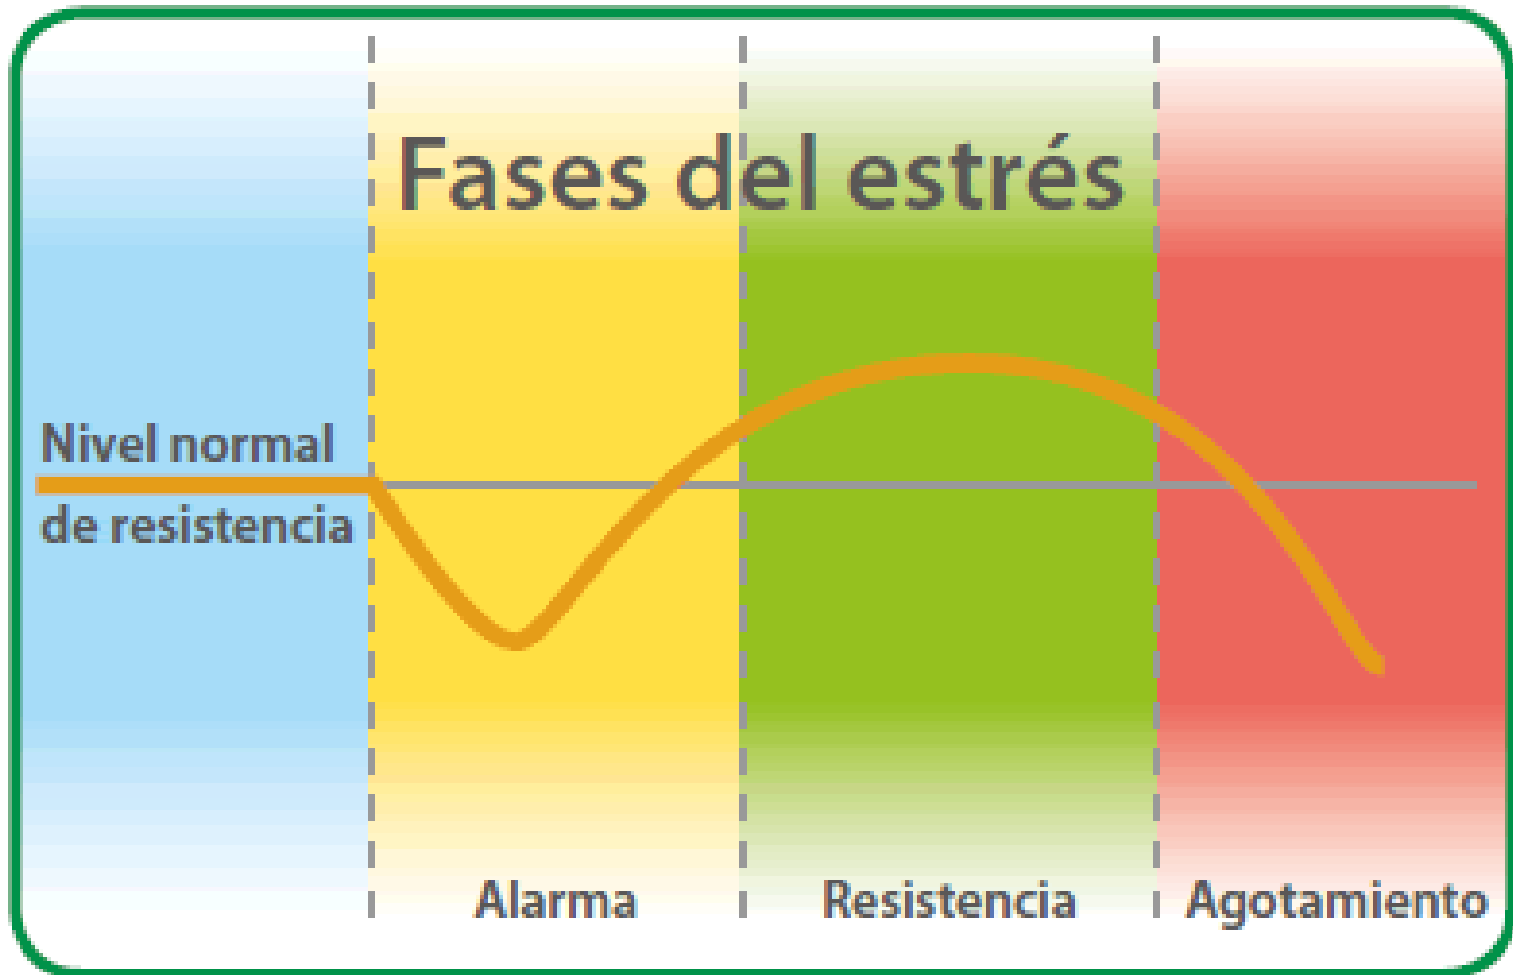 Fases del estrés
Nivel normal
de resistencia
Alarma
Resistencia
Agotamiento